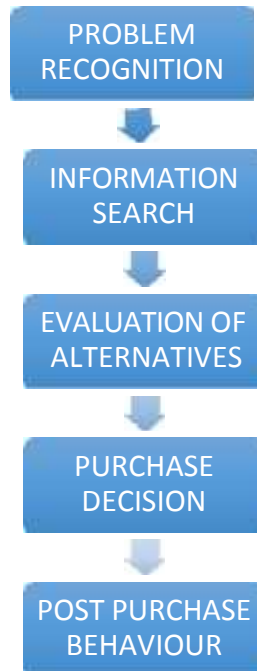 PROBLEM
RECOGNITION
INFORMATION
SEARCH
EVALUATION OF
ALTERNATIVES
PURCHASE
DECISION
POST PURCHASE
BEHAVIOUR